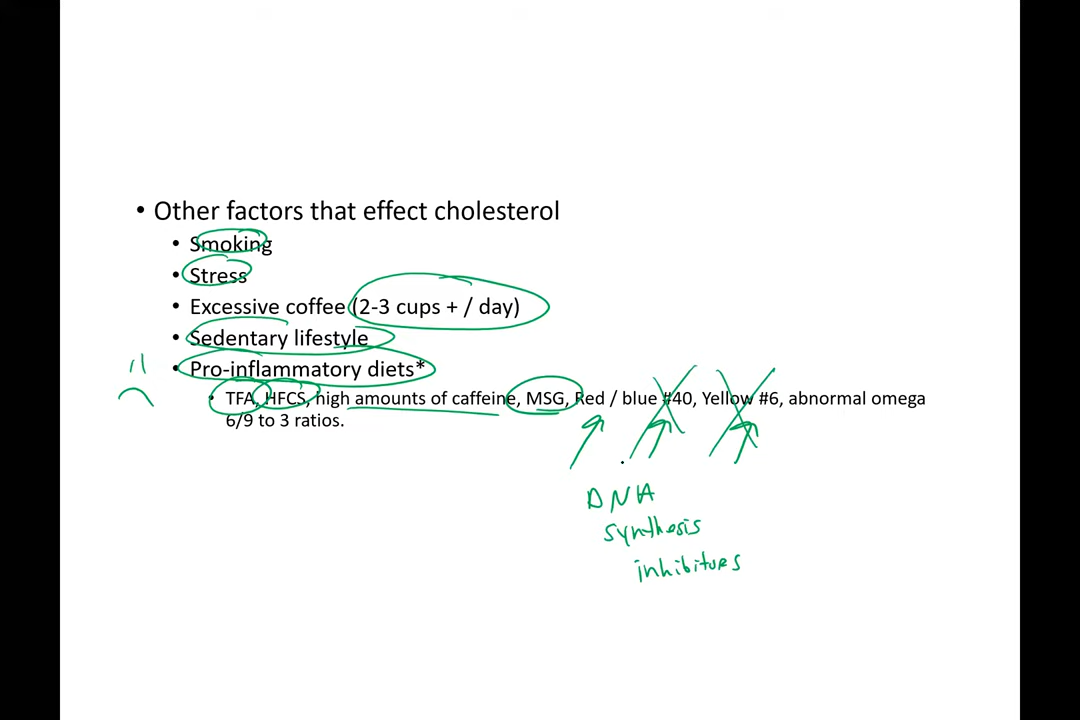 • Other factors that effect cholesterol
• Smoking
• Stress
• Excessive coffee (2-3 cups + / day)
• Sedentary lifestyle
• Pro-inflammatory diets*
• TFA, HFCS, high amounts of caffeine, MSG, Red / blue #40, Yellow #6, abnormal omega
6/9 to 3 ratios.
DNA
synthesis
inhibitors